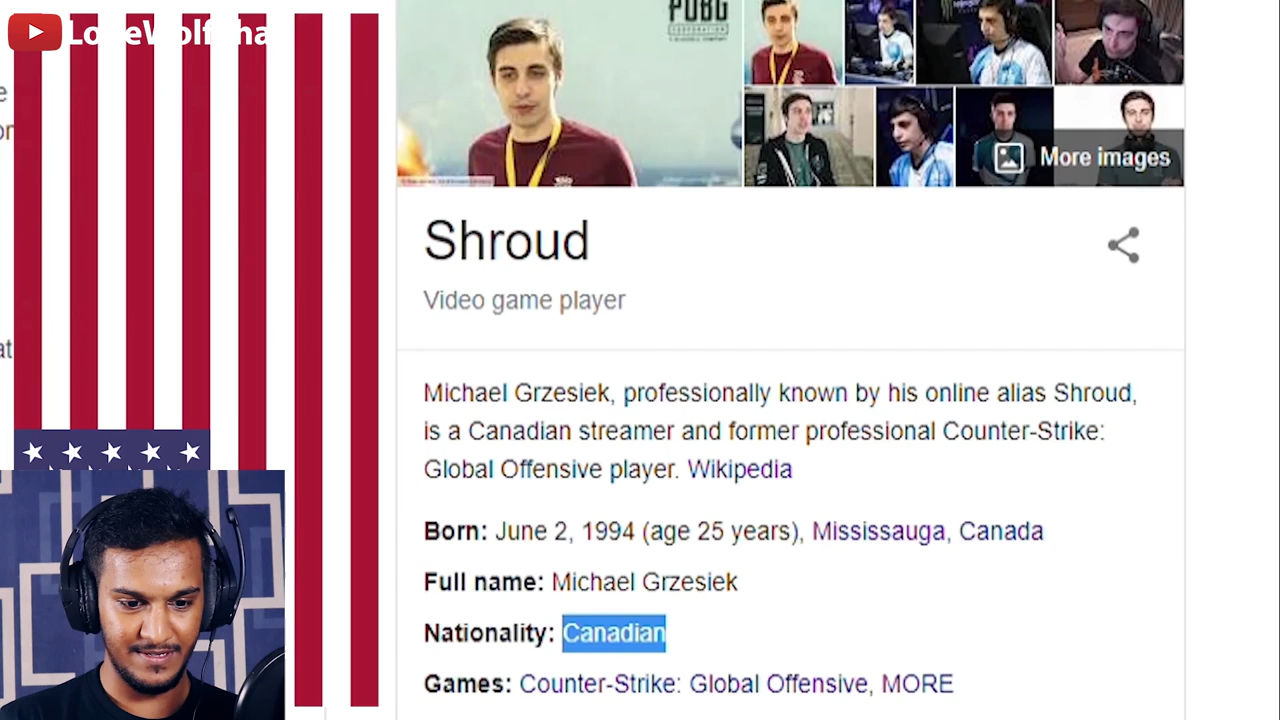 PUBG
More images
Shroud
Video game player
Michael Grzesiek, professionally known by his online alias Shroud,
is a Canadian streamer and former professional Counter-Strike:
Global Offensive player. Wikipedia
Born: June 2, 1994 (age 25 years), Mississauga, Canada
Full name: Michael Grzesiek
Nationality: Canadian
Games: Counter-Strike: Global Offensive, MORE